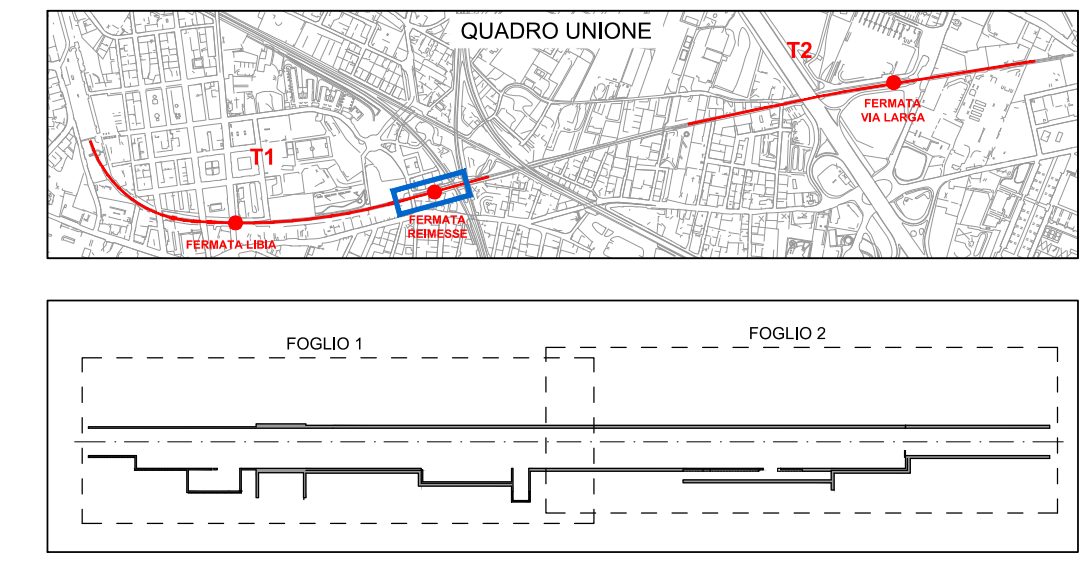 QUADRO UNIONE
T2
FERMATA
VIA LARGA
T1
FERMATA
REIMESSE
FERMATA LIBIA
FOGLIO 1
FOGLIO 2